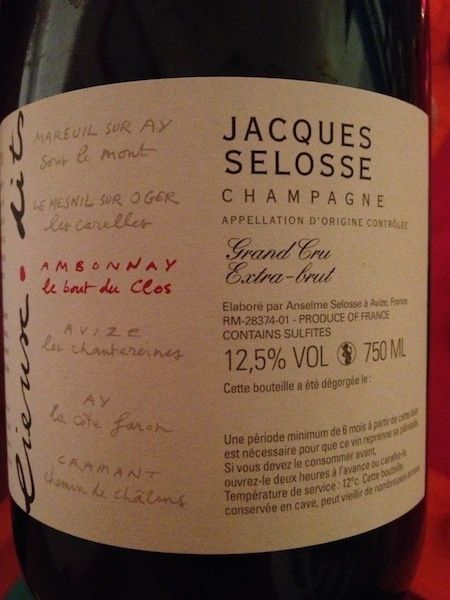 Lieux • dits
MAREUIL SUR AY
sous le mont
LE MESNIL SUR OGER
les carelles
AMBONNAY
le bout du Clos
AVIZE
les chantereines
AY
la côte faron
CRAMANT
chemin de châlons
JACQUES
SELOSSE
CHAMPAGNE
APPELLATION D'ORIGINE CONTRÔLÉE
Grand Cru
Extra-brut
Elaboré par Anselme Selosse à Avize, France
RM-28374-01 - PRODUCE OF FRANCE
CONTAINS SULFITES
12,5% VOL 750 ML
Cette bouteille a été dégorgée le :
Une période minimum de 6 mois à partir de cette date
est nécessaire pour que ce vin reprenne sa plénitude.
Si vous devez le consommer avant,
ouvrez-le deux heures à l'avance ou carafez-le.
Température de service : 12°c. Cette bouteille,
conservée en cave, peut vieillir de nombreuses années.